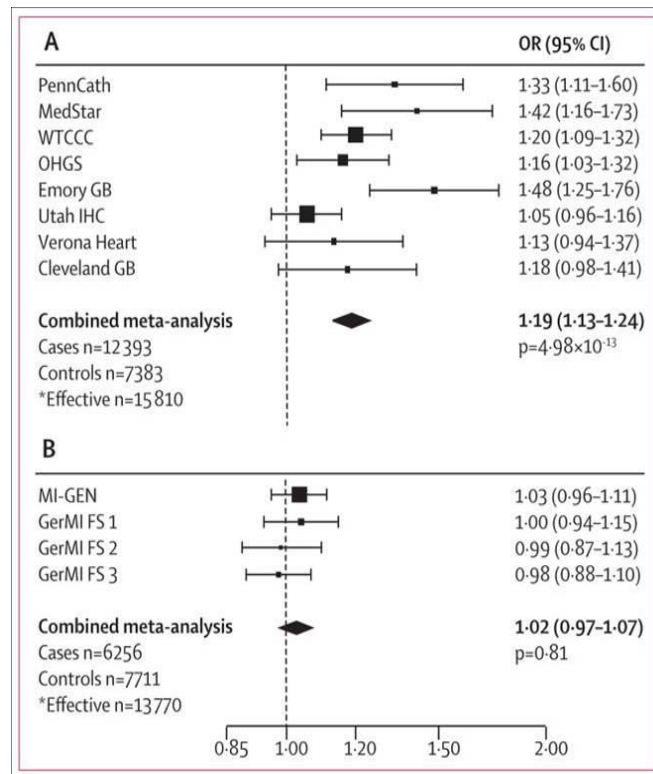 A OR (95% CI)
PennCath 1·33 (1·11–1·60)
MedStar 1·42 (1·16–1·73)
WTCCC 1·20 (1·09–1·32)
OHGS 1·16 (1·03–1·32)
Emory GB 1·48 (1·25–1·76)
Utah IHC 1·05 (0·96–1·16)
Verona Heart 1·13 (0·94–1·37)
Cleveland GB 1·18 (0·98–1·41)
Combined meta-analysis 1·19 (1·13–1·24)
Cases n=12393 p=4·98×10⁻¹³
Controls n=7383
*Effective n=15810
B
MI-GEN 1·03 (0·96–1·11)
GerMI FS 1 1·00 (0·94–1·15)
GerMI FS 2 0·99 (0·87–1·13)
GerMI FS 3 0·98 (0·88–1·10)
Combined meta-analysis 1·02 (0·97–1·07)
Cases n=6256 p=0·81
Controls n=7711
*Effective n=13770
0·85 1·00 1·20 1·50 2·00